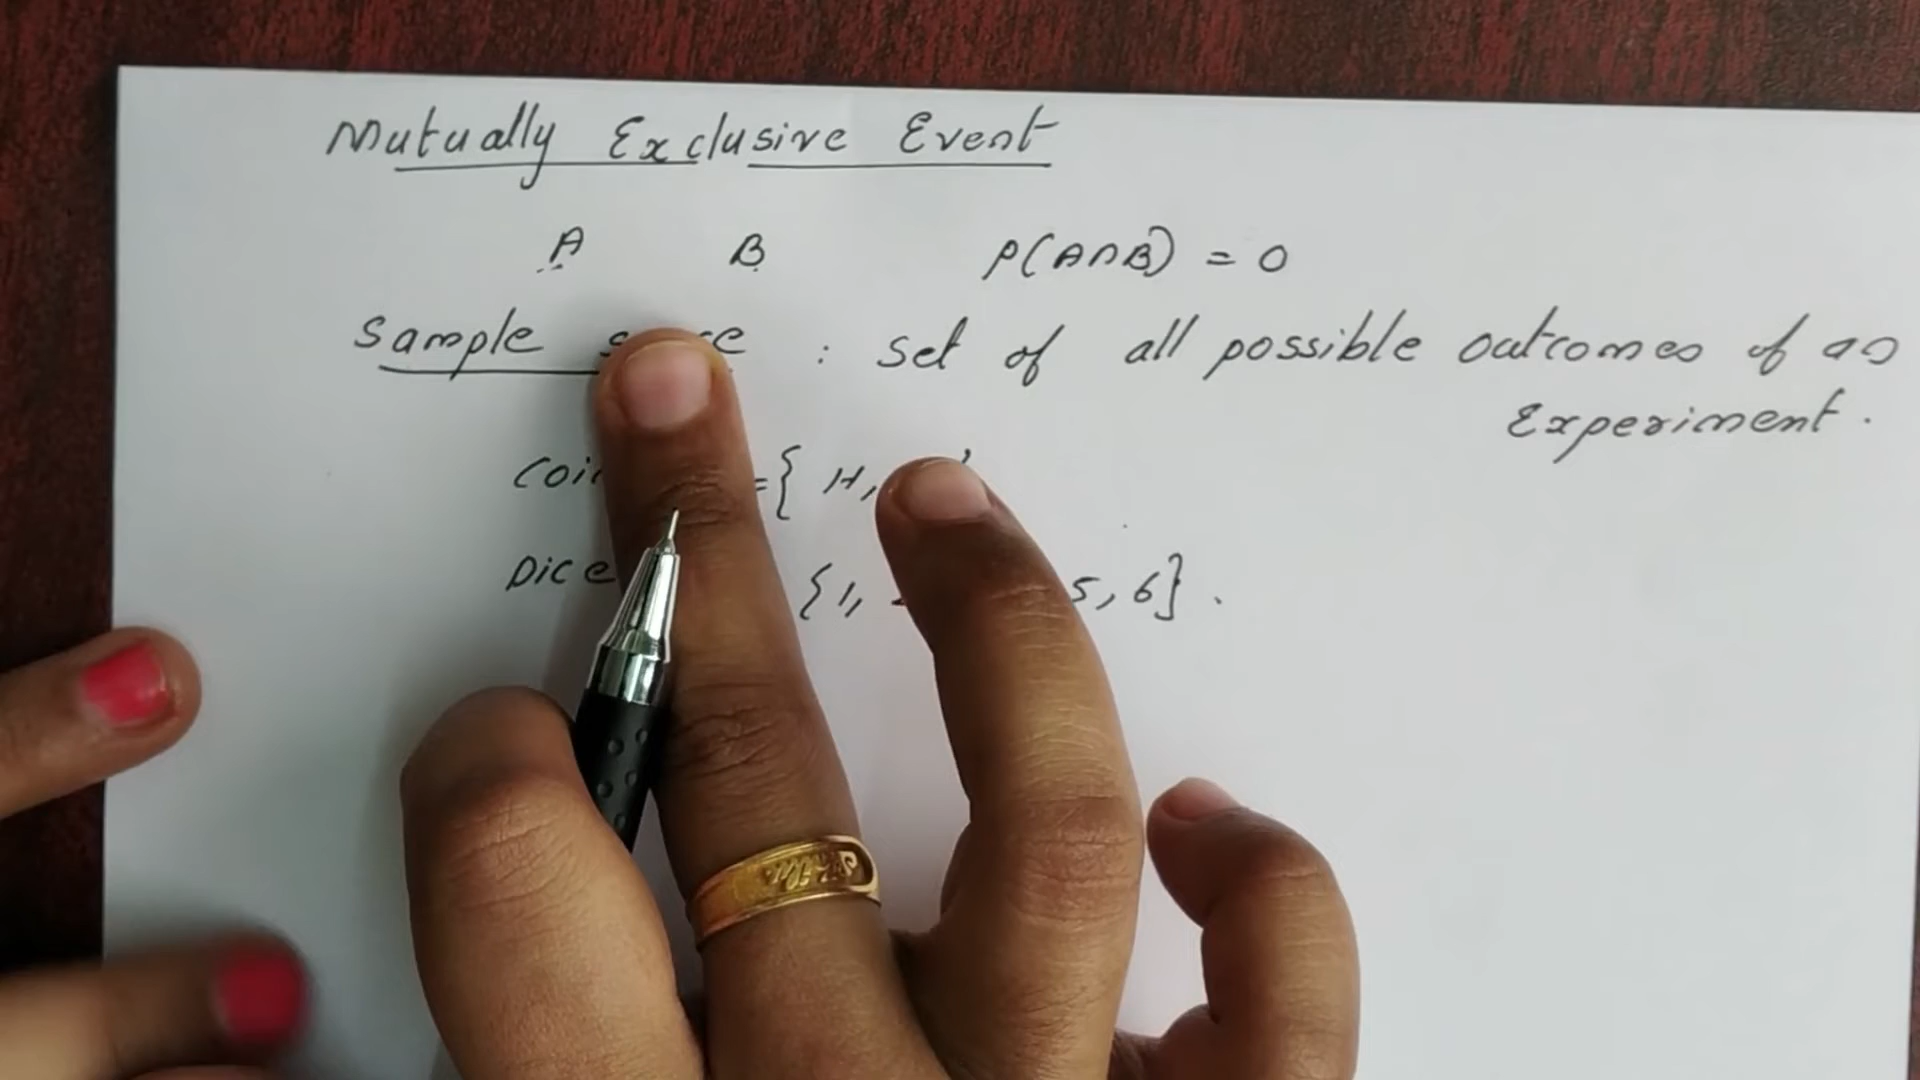 Mutually Exclusive Event
A B P(A∩B) = 0
Sample : set of all possible outcomes of an
Experiment.
={ H,
Dice {1, 5, 6} .